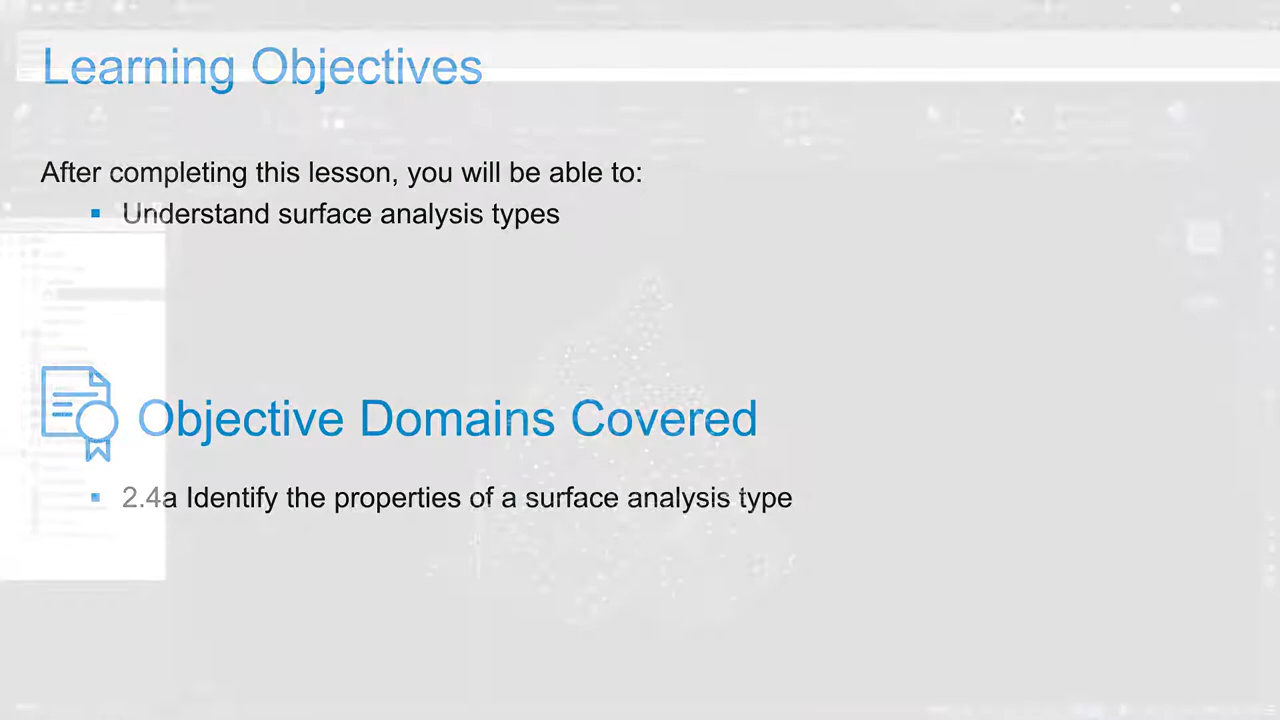 Learning Objectives
After completing this lesson, you will be able to:
▪ Understand surface analysis types
Objective Domains Covered
▪ 2.4a Identify the properties of a surface analysis type